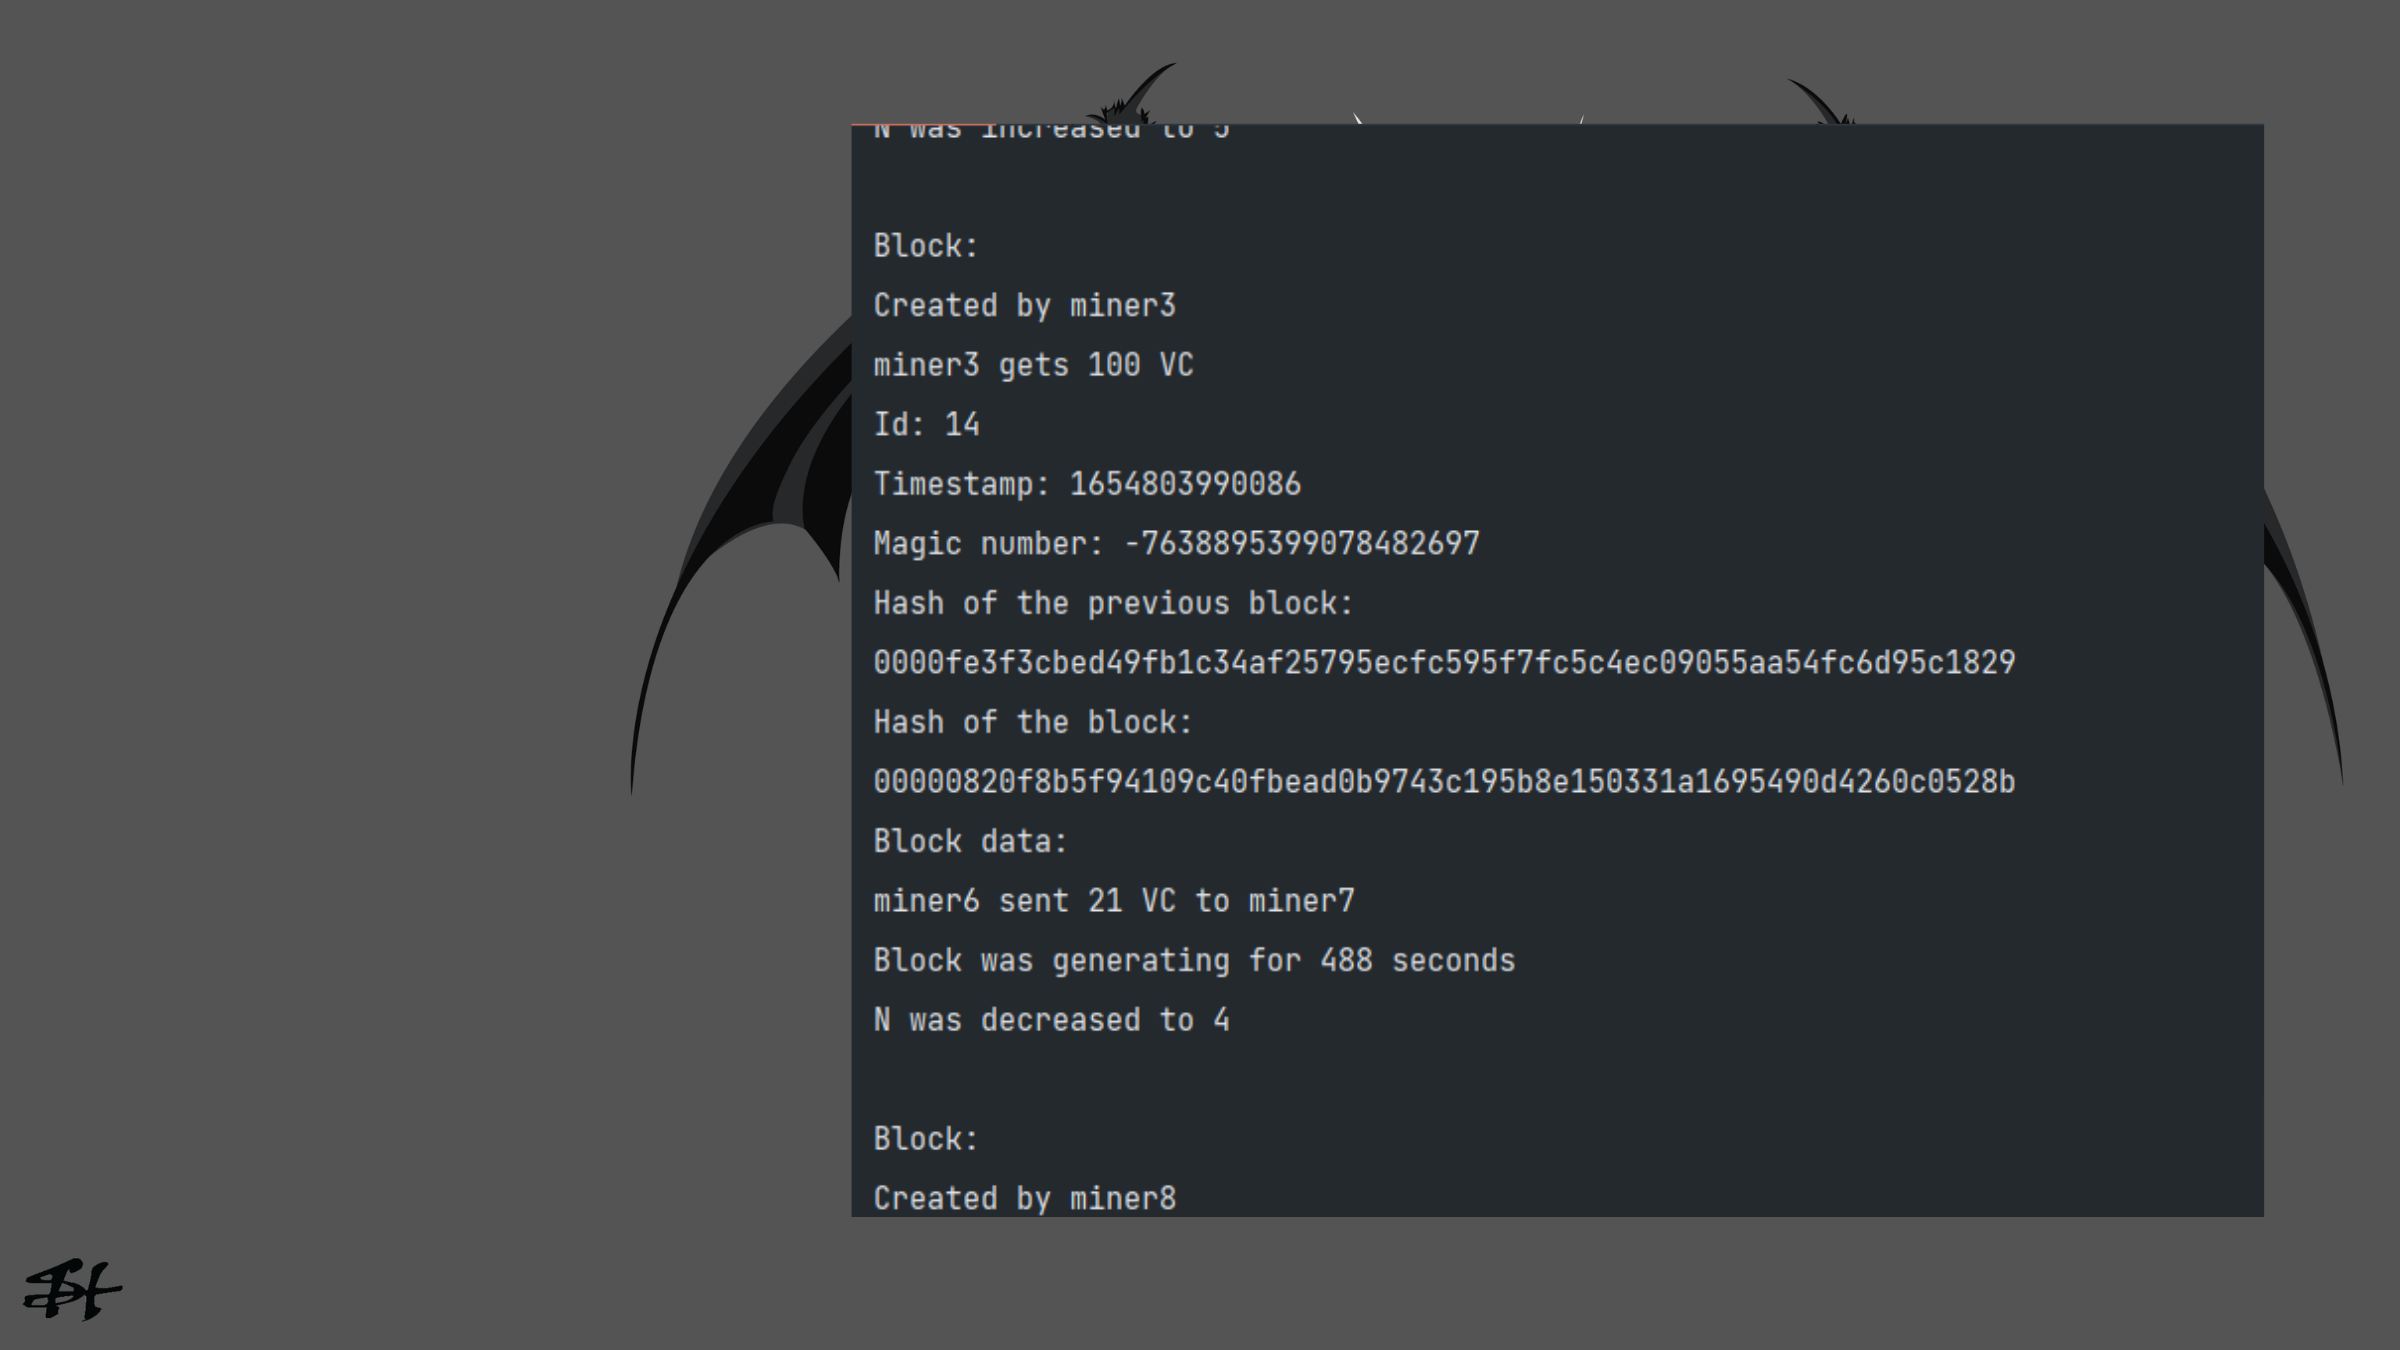 N was increased to 5
Block:
Created by miner3
miner3 gets 100 VC
Id: 14
Timestamp: 1654803990086
Magic number: -7638895399078482697
Hash of the previous block:
0000fe3f3cbed49fb1c34af25795ecfc595f7fc5c4ec09055aa54fc6d95c1829
Hash of the block:
00000820f8b5f94109c40fbead0b9743c195b8e150331a1695490d4260c0528b
Block data:
miner6 sent 21 VC to miner7
Block was generating for 488 seconds
N was decreased to 4
Block:
Created by miner8